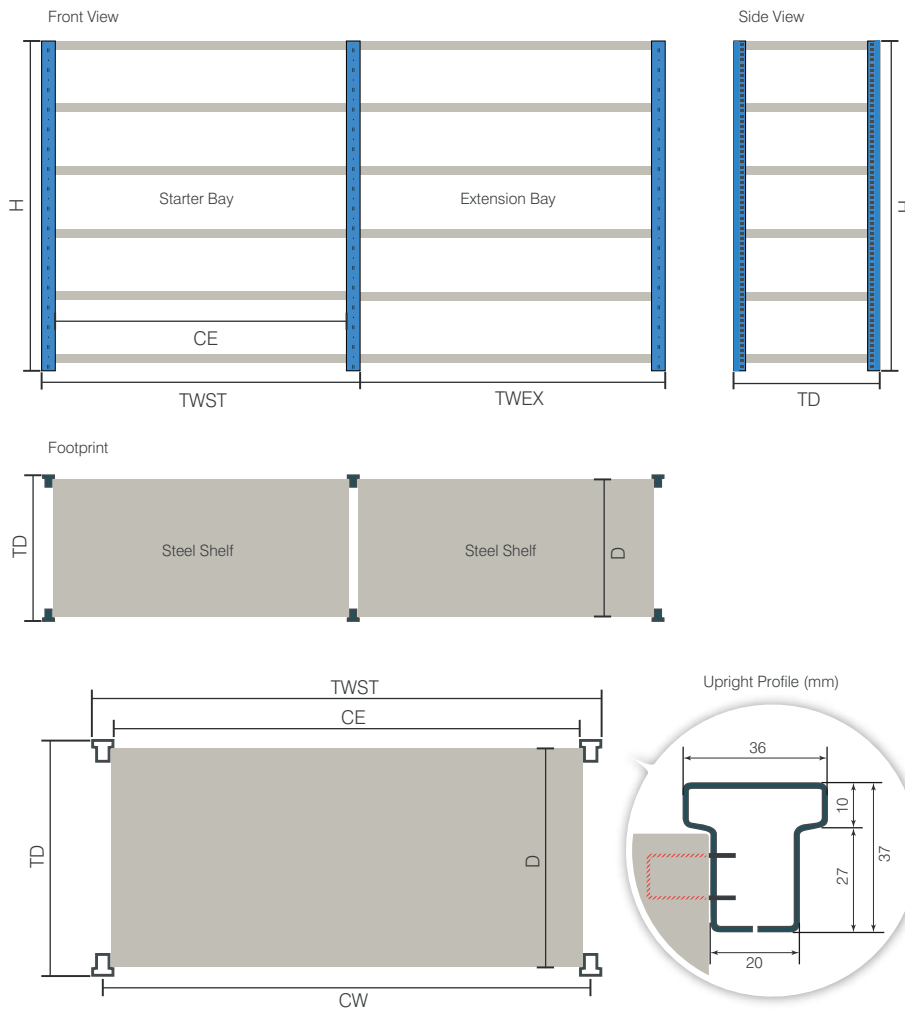 Front View
Side View
H
Starter Bay
Extension Bay
H
CE
TWST
TWEX
TD
Footprint
TD
Steel Shelf
Steel Shelf
D
TWST
CE
TD
D
CW
Upright Profile (mm)
36
10
37
27
20